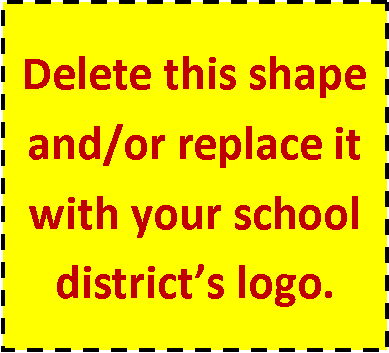 Delete this shape
and/or replace it
with your school
district’s logo.